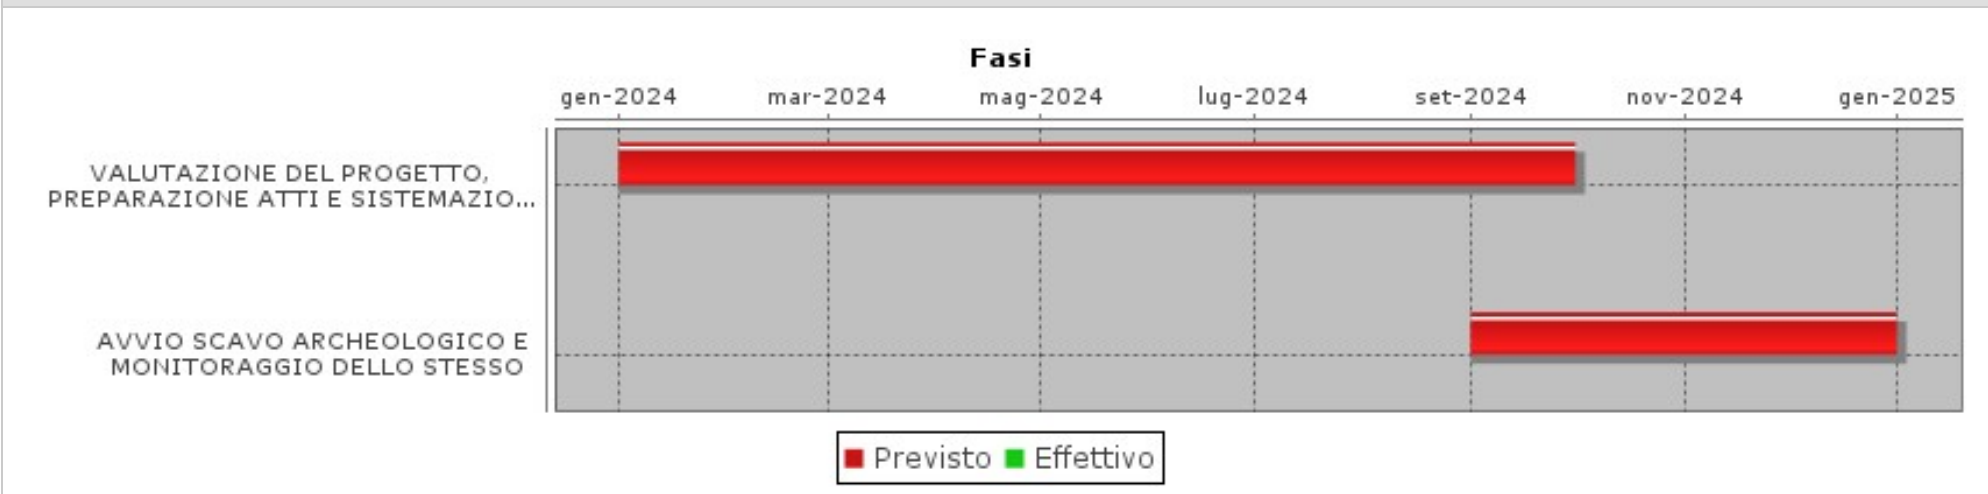 Fasi
gen-2024 mar-2024 mag-2024 lug-2024 set-2024 nov-2024 gen-2025
VALUTAZIONE DEL PROGETTO,
PREPARAZIONE ATTI E SISTEMAZIO...
AVVIO SCAVO ARCHEOLOGICO E
MONITORAGGIO DELLO STESSO
Previsto Effettivo